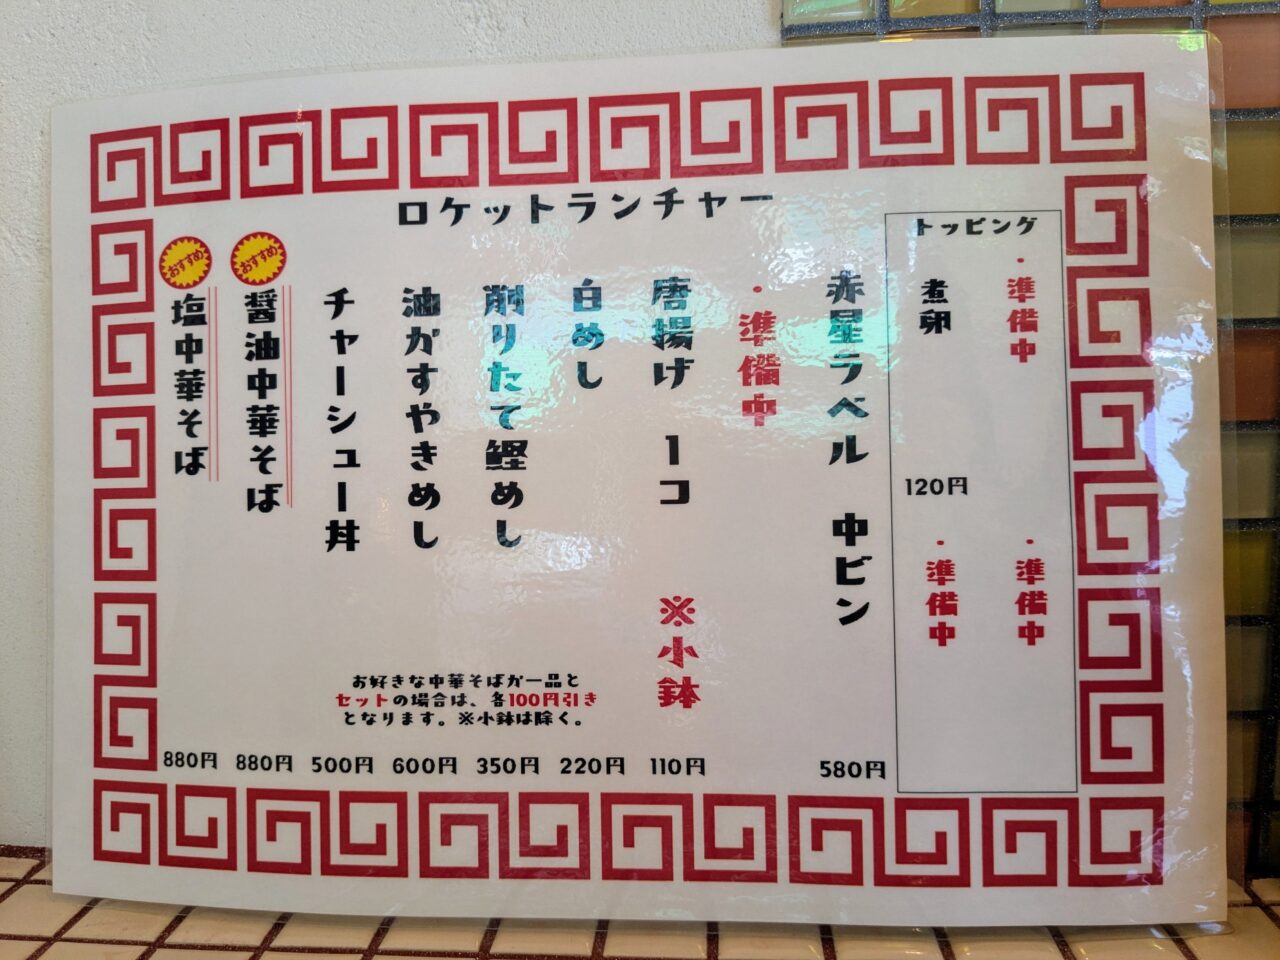 ロケットランチャー
トッピング
・準備中
煮卵
120円
・準備中
・準備中
赤星ラベル 中ビン
580円
・準備中
唐揚げ 1コ ※小鉢
110円
白めし
220円
削りたて鰹めし
350円
油かすやきめし
600円
チャーシュー丼
500円
おすすめ
醤油中華そば
880円
おすすめ
塩中華そば
880円
お好きな中華そばか一品と
セットの場合は、各100円引き
となります。※小鉢は除く。